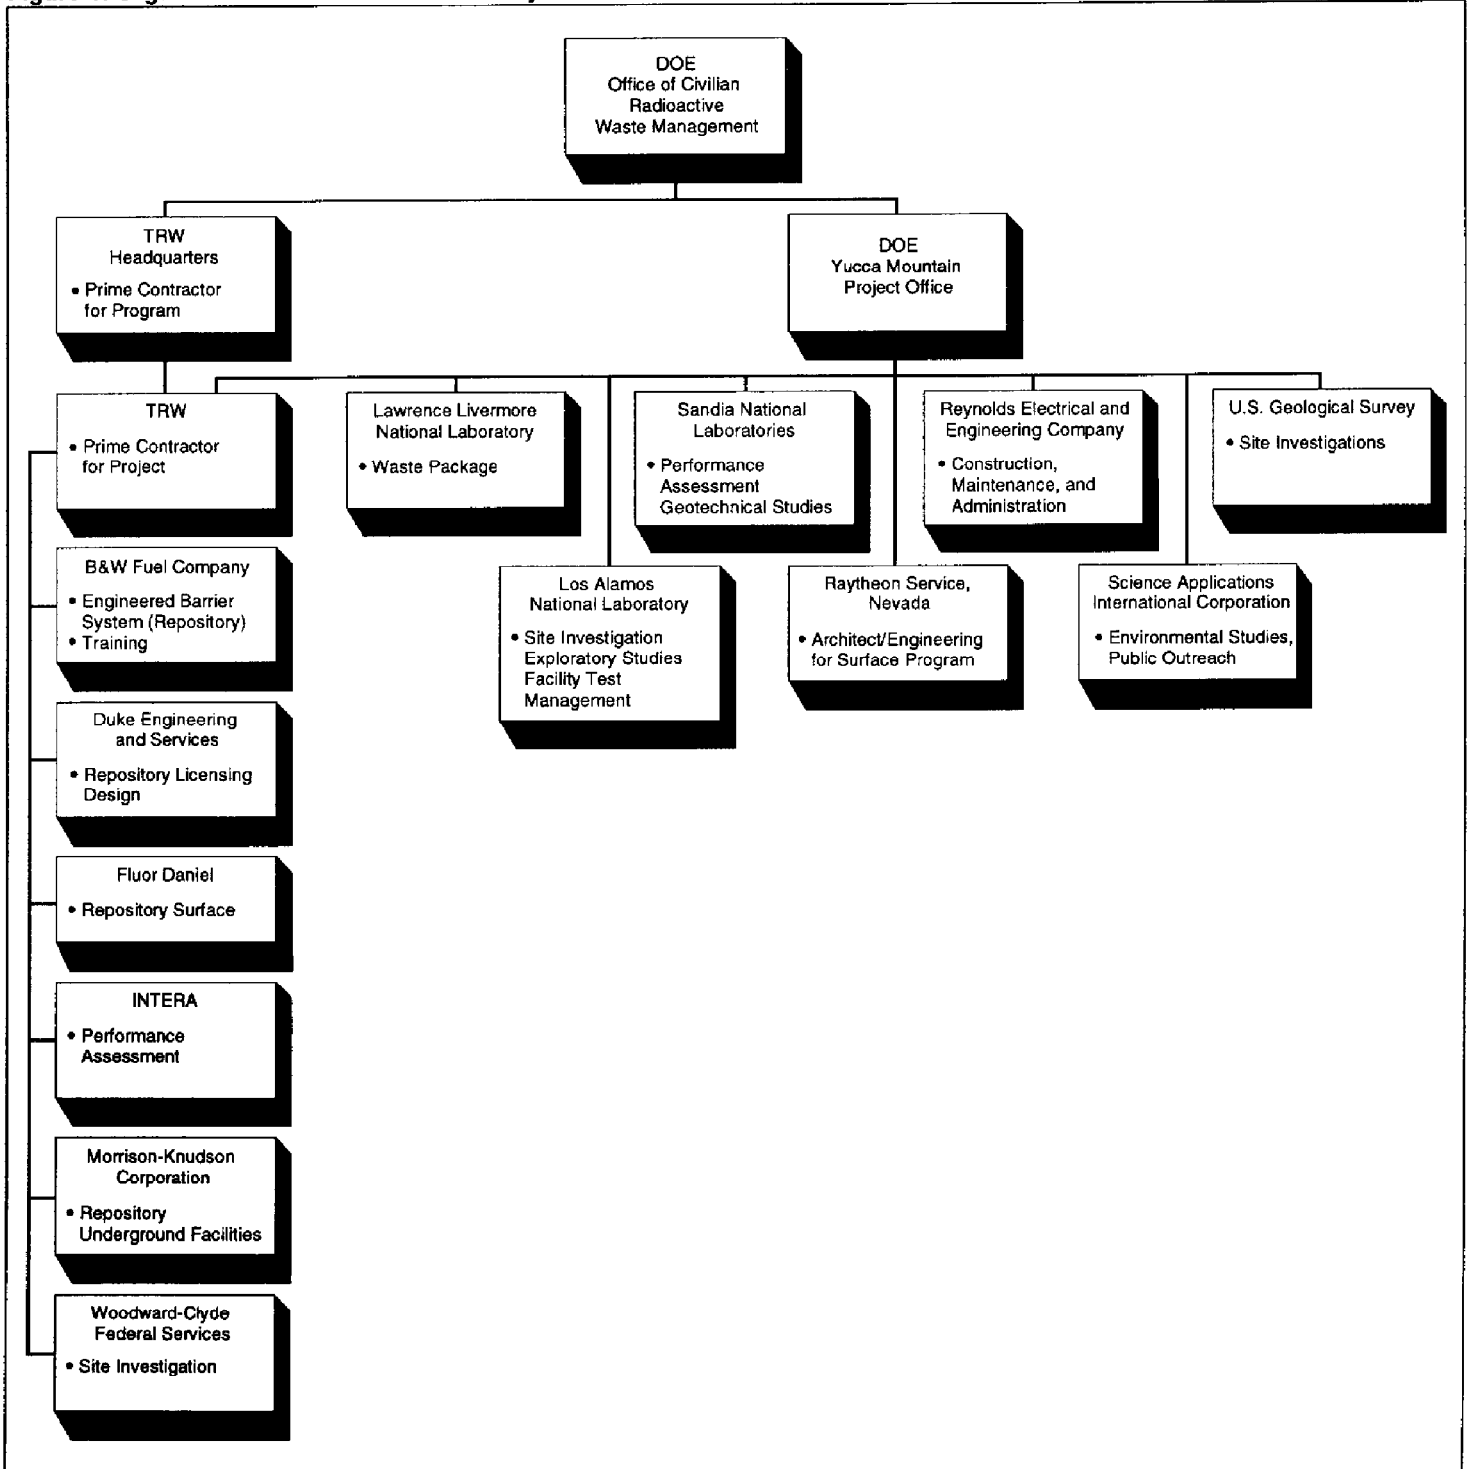 DOE
Office of Civilian
Radioactive
Waste Management
TRW
Headquarters
• Prime Contractor
for Program
DOE
Yucca Mountain
Project Office
TRW
• Prime Contractor
for Project
Lawrence Livermore
National Laboratory
• Waste Package
Sandia National
Laboratories
• Performance
Assessment
Geotechnical Studies
Reynolds Electrical and
Engineering Company
• Construction,
Maintenance, and
Administration
U.S. Geological Survey
• Site Investigations
Los Alamos
National Laboratory
• Site Investigation
Exploratory Studies
Facility Test
Management
Raytheon Service,
Nevada
• Architect/Engineering
for Surface Program
Science Applications
International Corporation
• Environmental Studies,
Public Outreach
B&W Fuel Company
• Engineered Barrier
System (Repository)
• Training
Duke Engineering
and Services
• Repository Licensing
Design
Fluor Daniel
• Repository Surface
INTERA
• Performance
Assessment
Morrison-Knudson
Corporation
• Repository
Underground Facilities
Woodward-Clyde
Federal Services
• Site Investigation